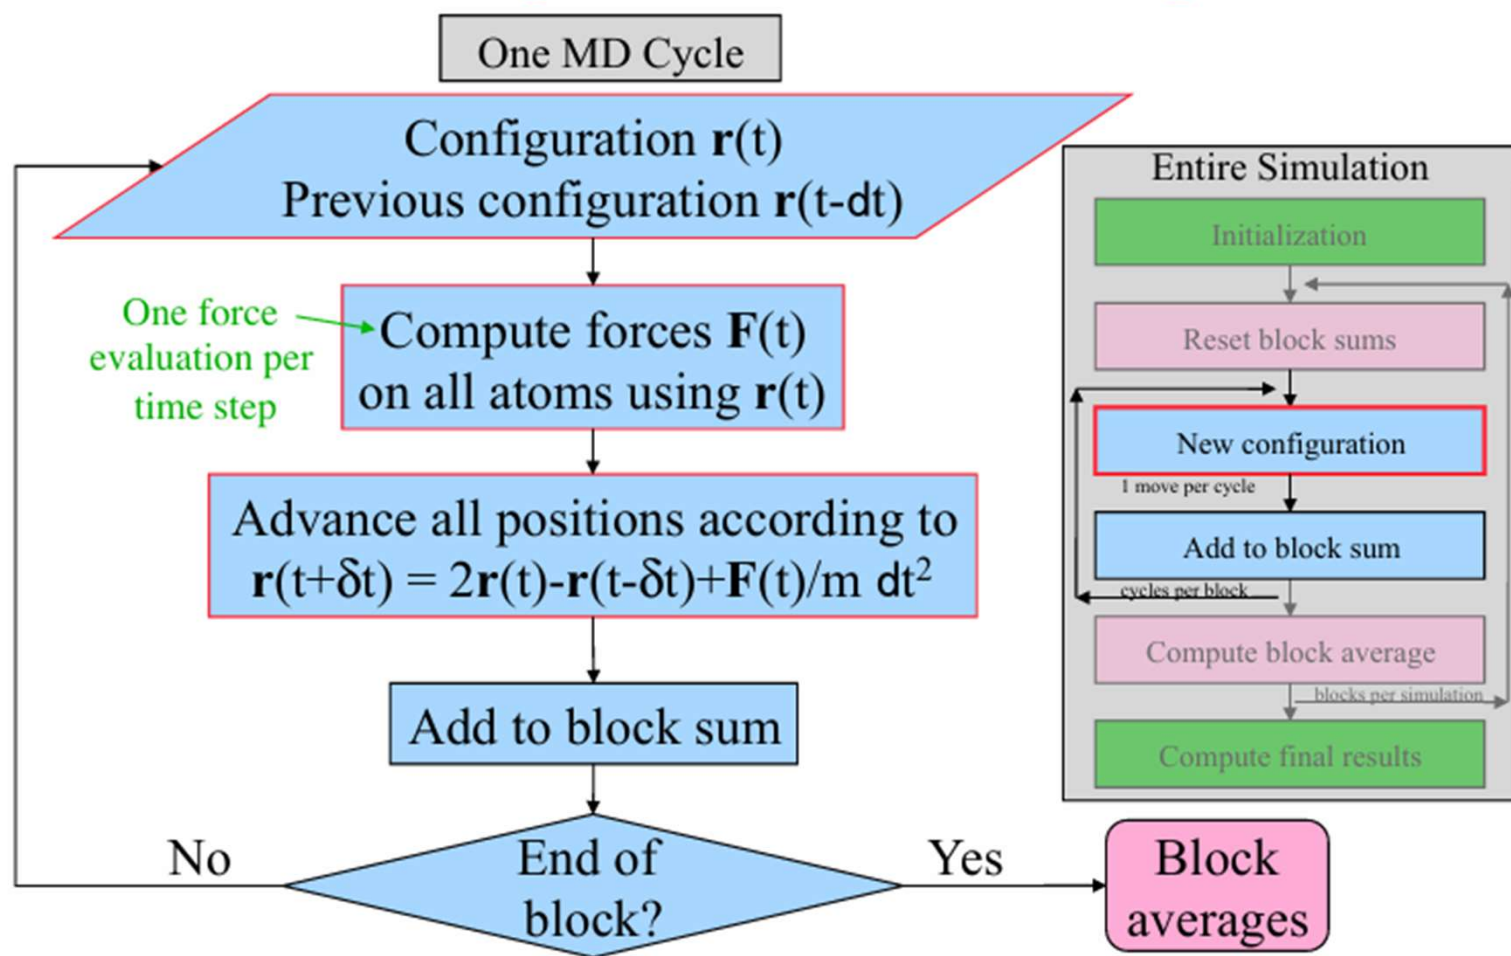 One MD Cycle
Configuration r(t)
Previous configuration r(t-dt)
One force
evaluation per
time step
Compute forces F(t)
on all atoms using r(t)
Advance all positions according to
r(t+δt) = 2r(t)-r(t-δt)+F(t)/m dt²
Add to block sum
End of
block?
No
Yes
Block
averages
Entire Simulation
Initialization
Reset block sums
New configuration
1 move per cycle
Add to block sum
cycles per block
Compute block average
blocks per simulation
Compute final results